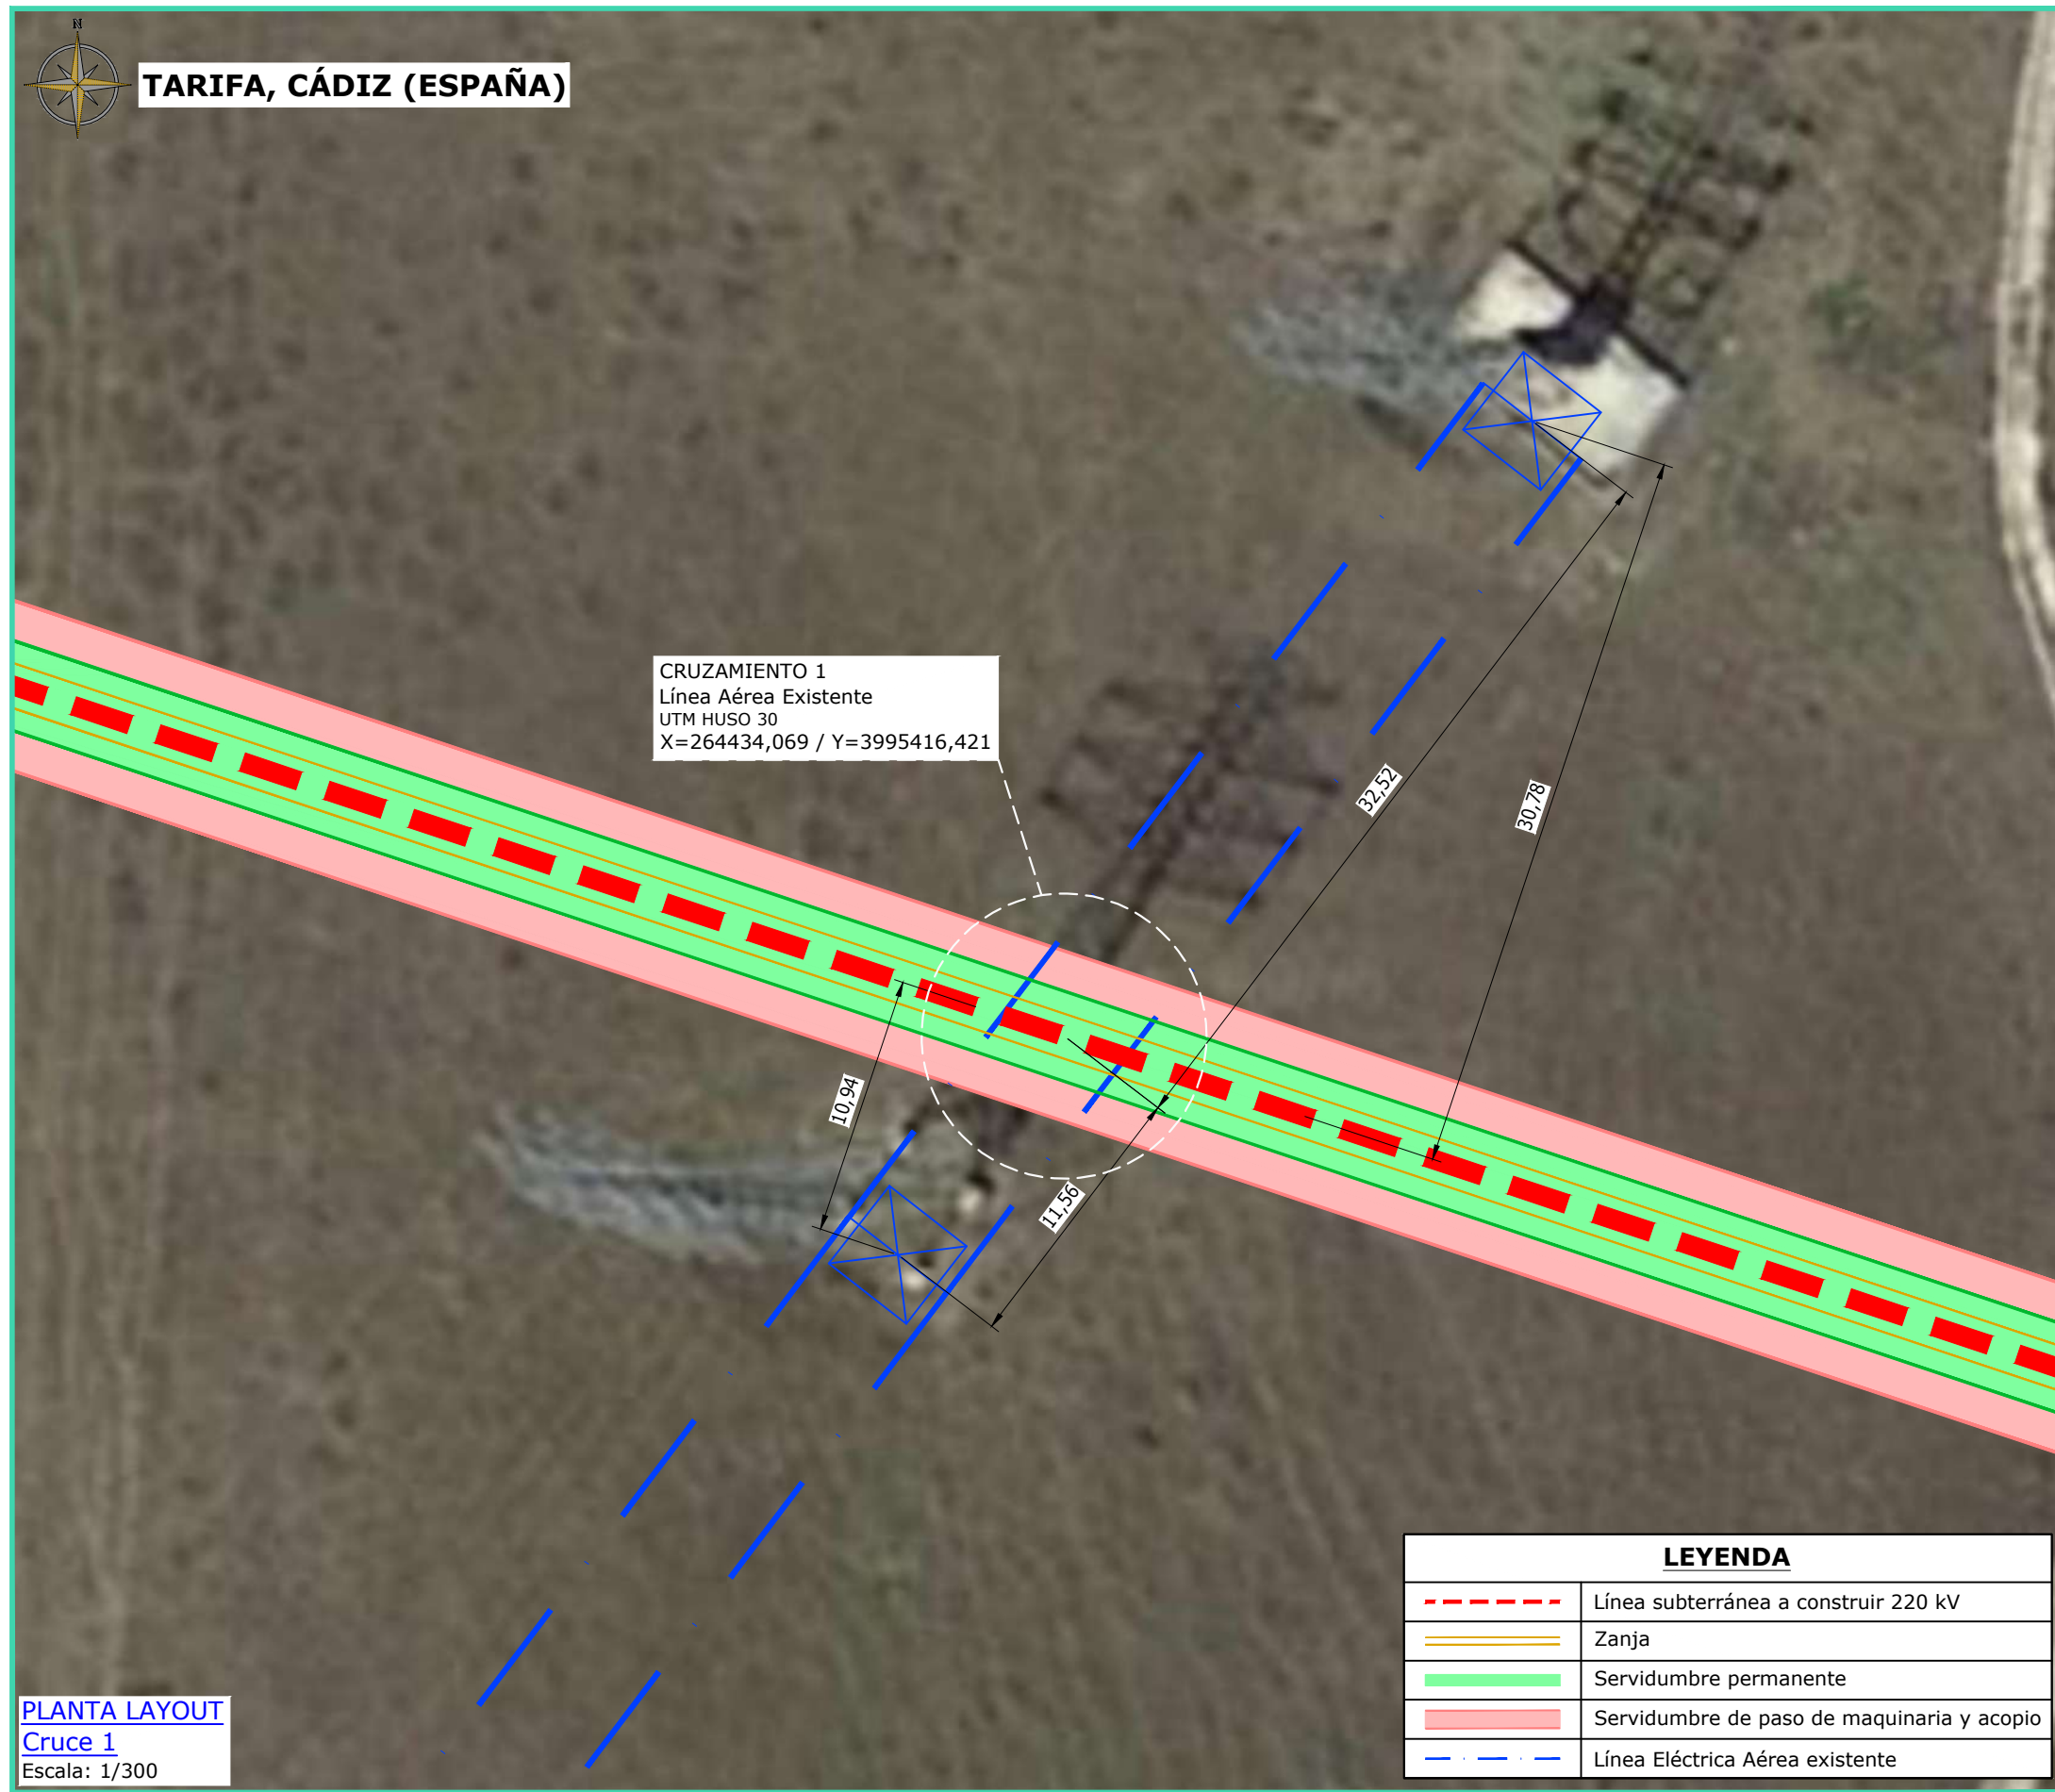 N
TARIFA, CÁDIZ (ESPAÑA)
CRUZAMIENTO 1
Línea Aérea Existente
UTM HUSO 30
X=264434,069 / Y=3995416,421
32,52
30,78
10,94
11,56
LEYENDA
Línea subterránea a construir 220 kV
Zanja
Servidumbre permanente
Servidumbre de paso de maquinaria y acopio
Línea Eléctrica Aérea existente
PLANTA LAYOUT
Cruce 1
Escala: 1/300